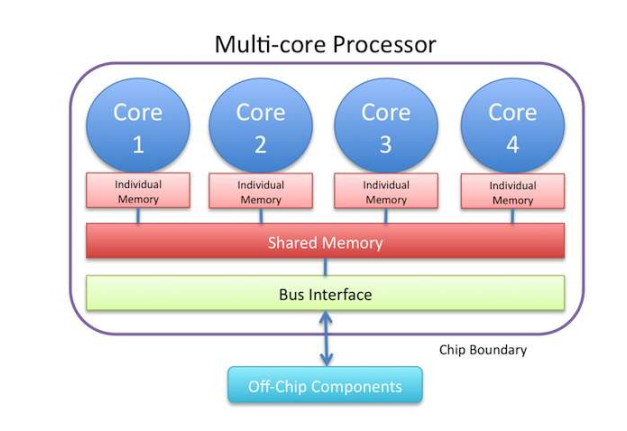 Multi-core Processor
Core 1
Core 2
Core 3
Core 4
Individual Memory
Individual Memory
Individual Memory
Individual Memory
Shared Memory
Bus Interface
Chip Boundary
Off-Chip Components